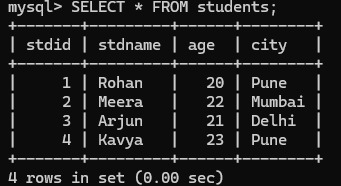 mysql> SELECT * FROM students;
+-------+---------+------+--------+
| stdid | stdname | age  | city   |
+-------+---------+------+--------+
|     1 | Rohan   |   20 | Pune   |
|     2 | Meera   |   22 | Mumbai |
|     3 | Arjun   |   21 | Delhi  |
|     4 | Kavya   |   23 | Pune   |
+-------+---------+------+--------+
4 rows in set (0.00 sec)